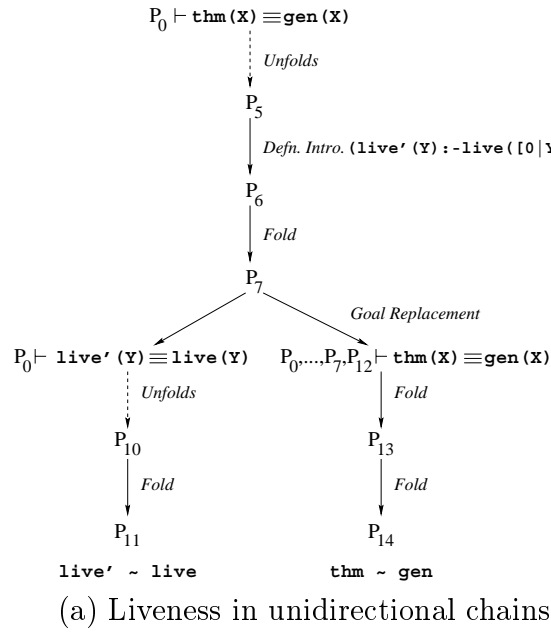 P0 ⊢ thm(X) ≡ gen(X)
Unfolds
P5
Defn. Intro. (live'(Y):-live([0|Y
P6
Fold
P7
Goal Replacement
P0 ⊢ live'(Y) ≡ live(Y)
P0,...,P7,P12 ⊢ thm(X) ≡ gen(X)
Unfolds
Fold
P10
P13
Fold
Fold
P11
P14
live' ~ live
thm ~ gen
(a) Liveness in unidirectional chains